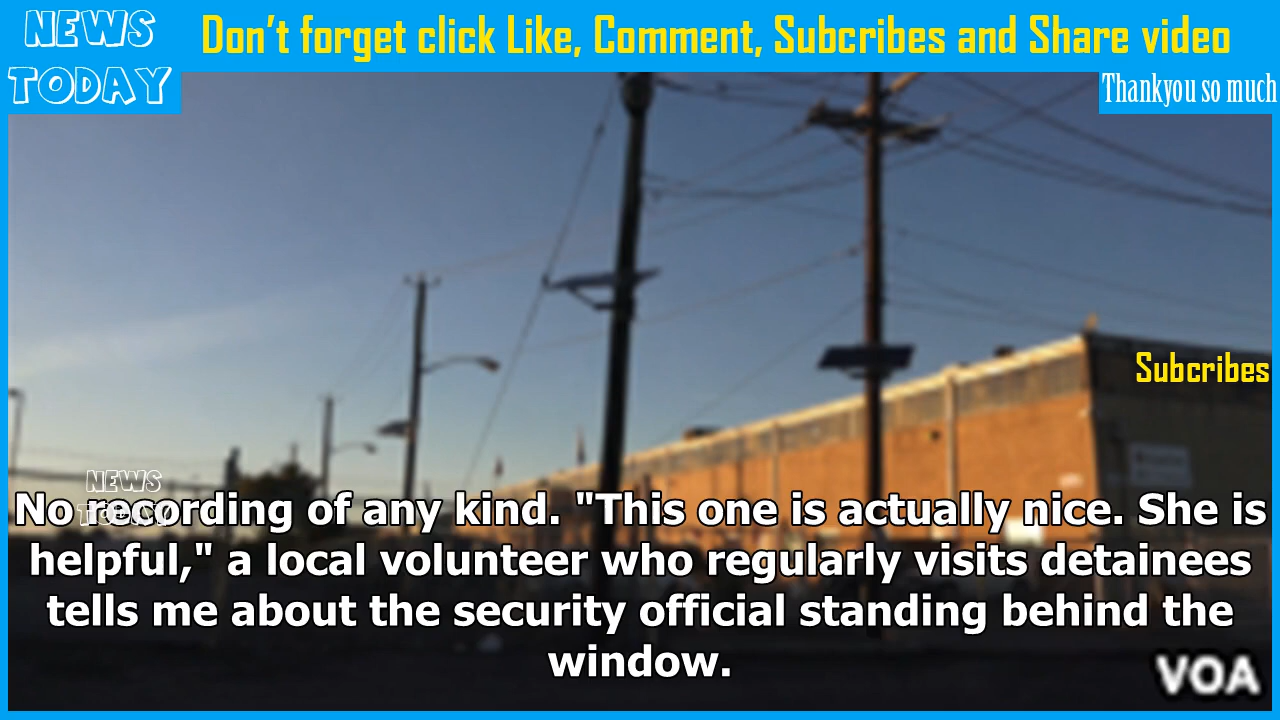 NEWS
TODAY
Don't forget click Like, Comment, Subcribes and Share video
Thankyou so much
Subcribes
NEWS
TODAY
No recording of any kind. "This one is actually nice. She is
helpful," a local volunteer who regularly visits detainees
tells me about the security official standing behind the
window.
VOA